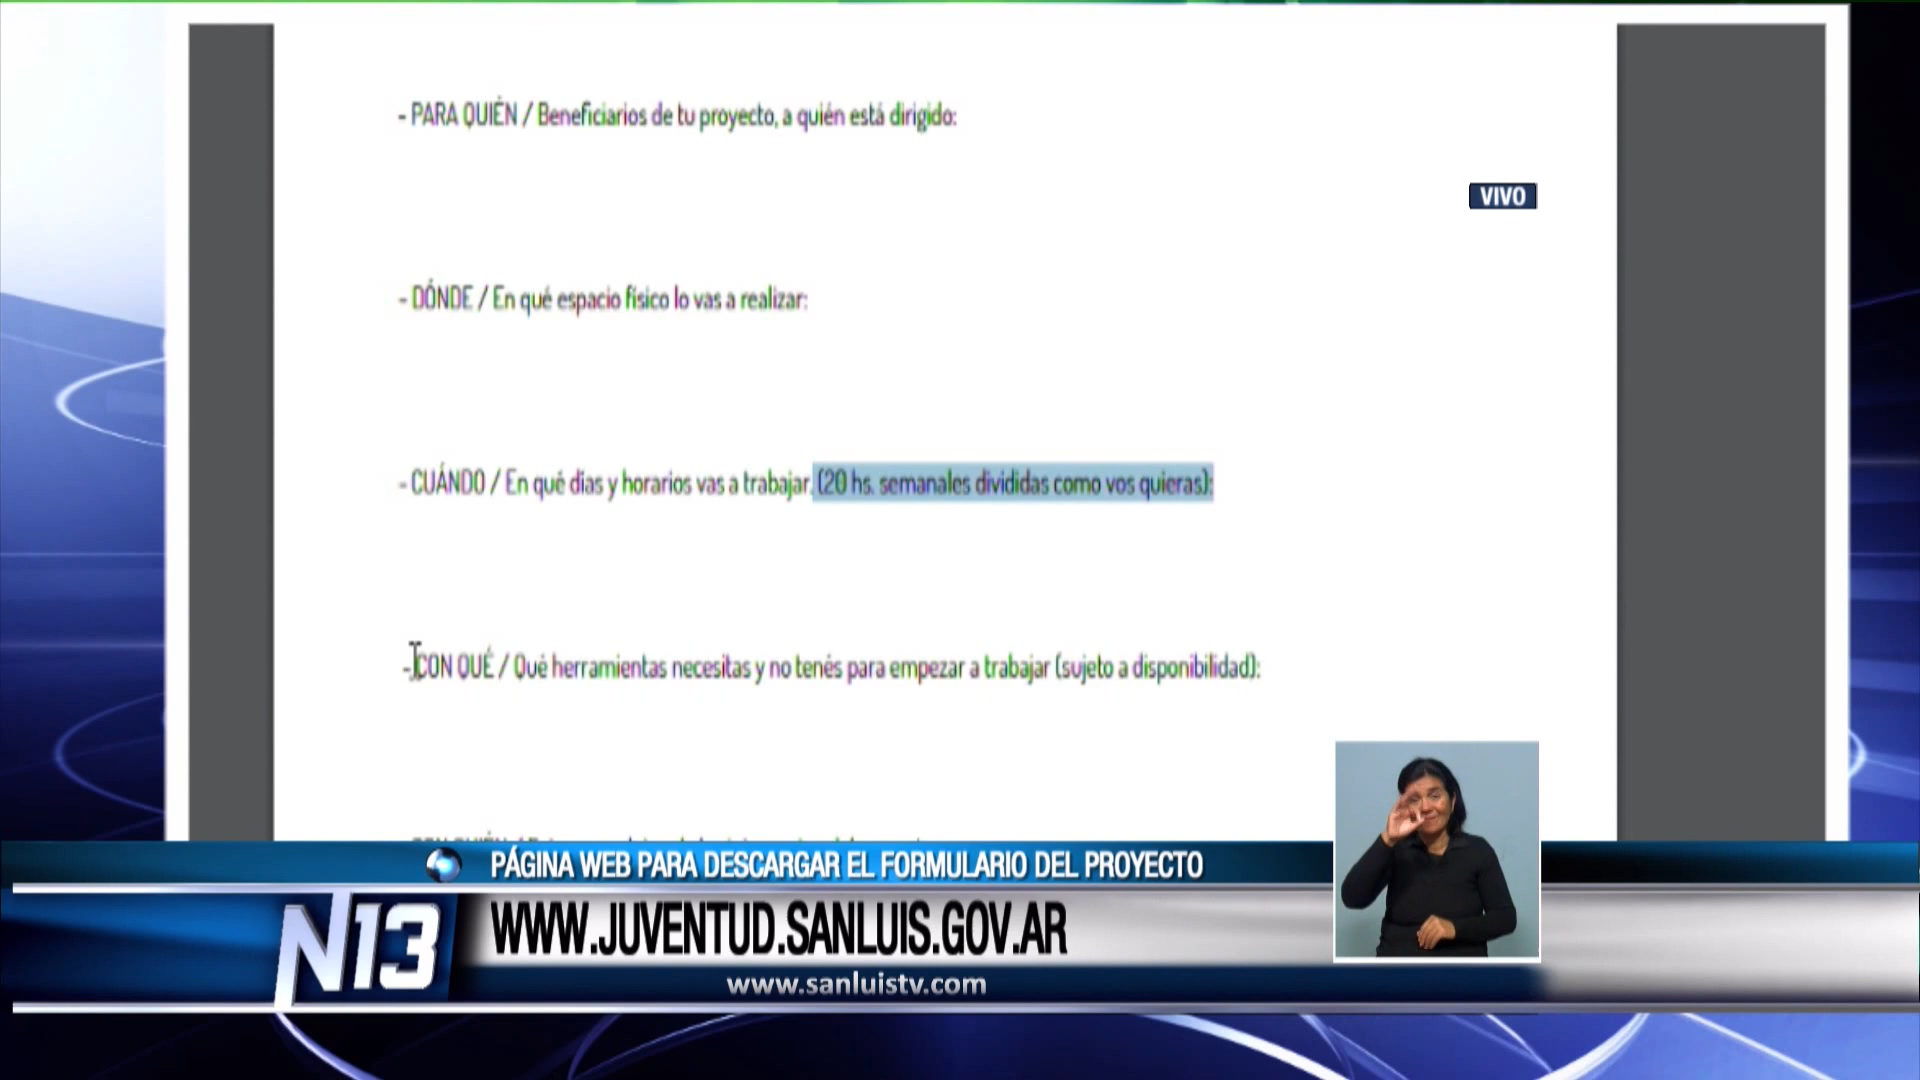 - PARA QUIÉN / Beneficiarios de tu proyecto, a quién está dirigido:
VIVO
- DÓNDE / En qué espacio físico lo vas a realizar:
- CUÁNDO / En qué días y horarios vas a trabajar. (20 hs. semanales divididas como vos quieras):
- CON QUÉ / Qué herramientas necesitas y no tenés para empezar a trabajar (sujeto a disponibilidad):
PÁGINA WEB PARA DESCARGAR EL FORMULARIO DEL PROYECTO
N13
WWW.JUVENTUD.SANLUIS.GOV.AR
www.sanluistv.com